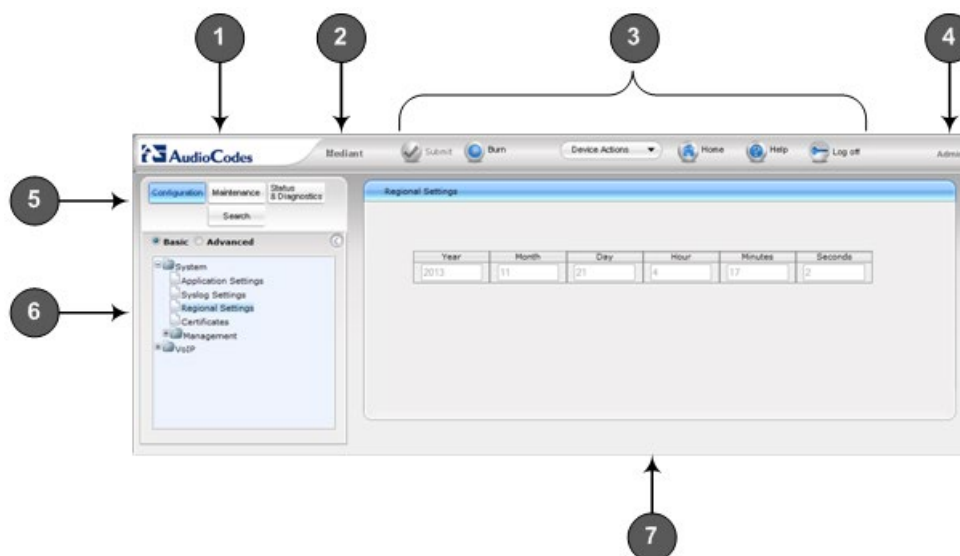 1 2 3 4
AudioCodes Mediant Submit Burn Device Actions Home Help Log off
5 Configuration Maintenance Status & Diagnostics
Search
Regional Settings
Basic Advanced
Year Month Day Hour Minutes Seconds
2013 11 21 4 17 2
6 System
Application Settings
Syslog Settings
Regional Settings
Certificates
Management
VoIP
7